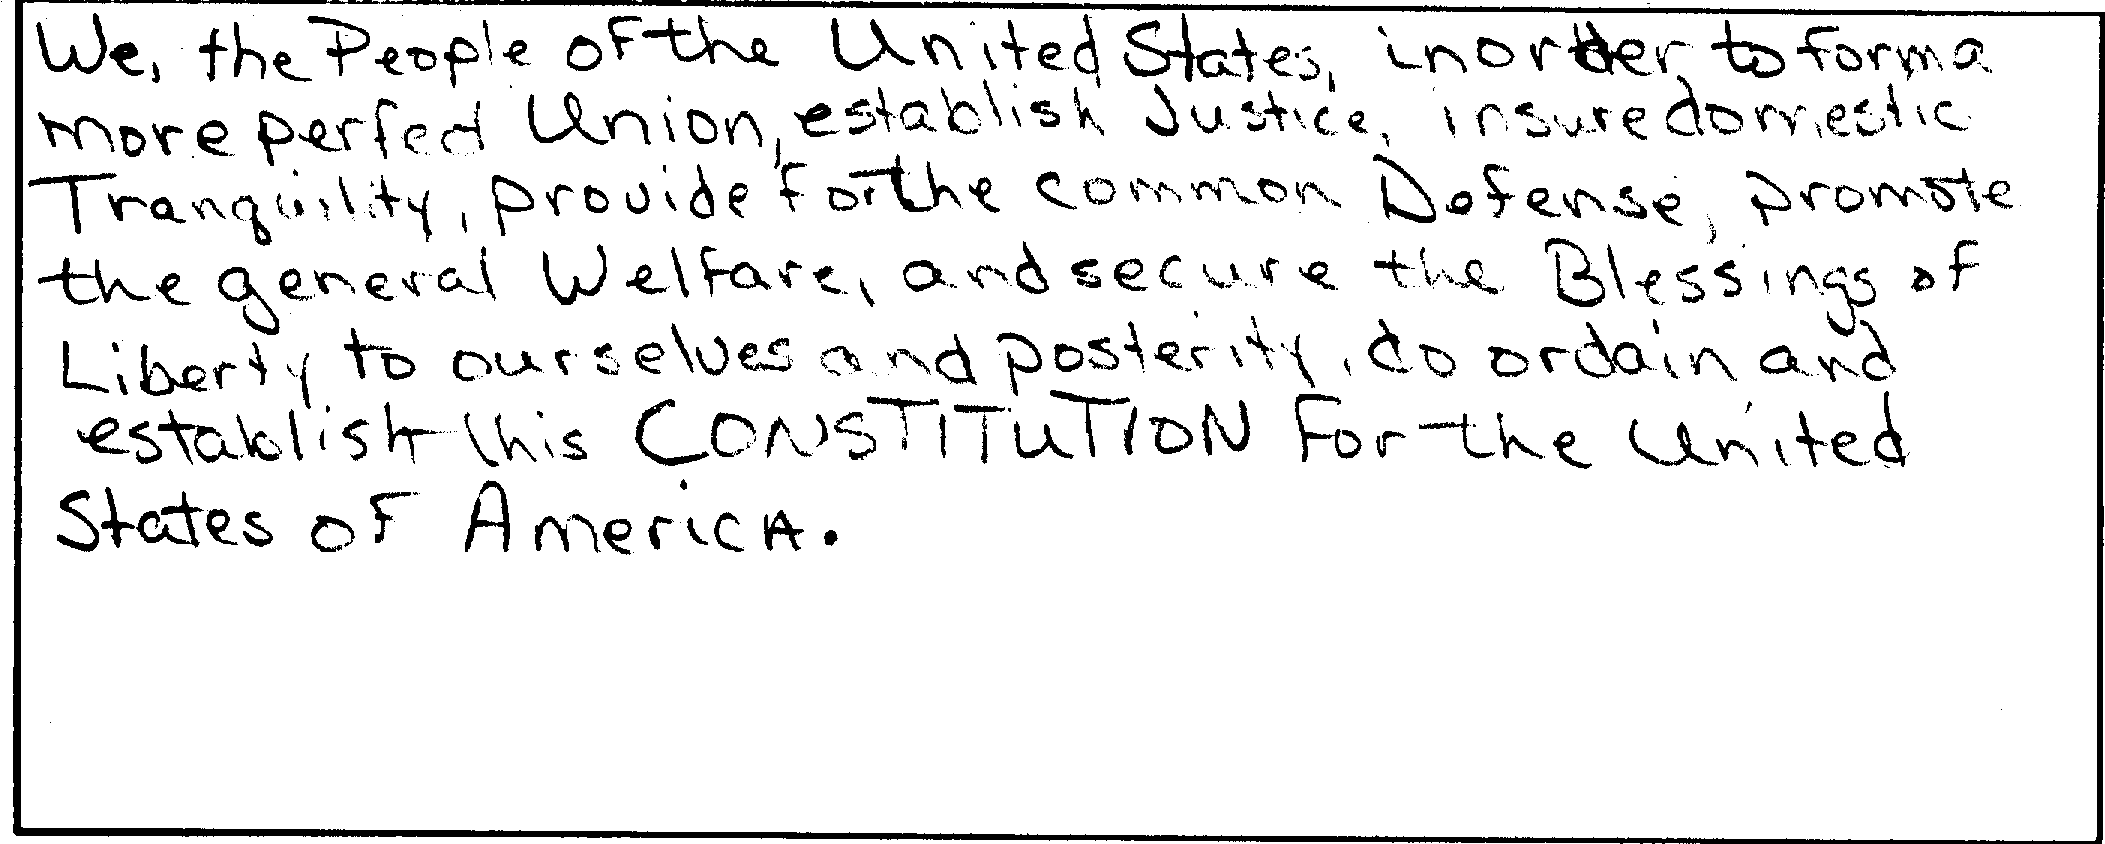 We, the People of the United States, in order to form a
more perfect Union, establish Justice, insure domestic
Tranquility, provide for the common Defense, promote
the general Welfare, and secure the Blessings of
Liberty to ourselves and posterity, do ordain and
establish this CONSTITUTION for the United
States of America.